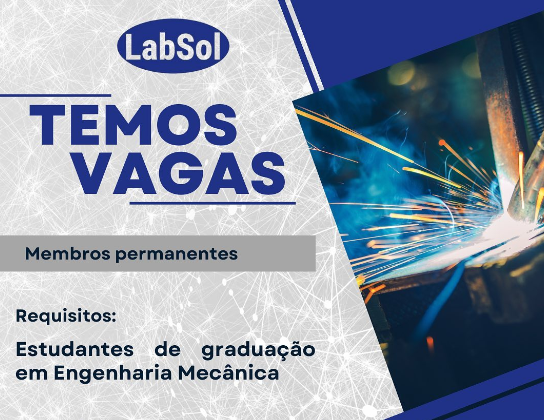 LabSol
TEMOS
VAGAS
Membros permanentes
Requisitos:
Estudantes de graduação
em Engenharia Mecânica